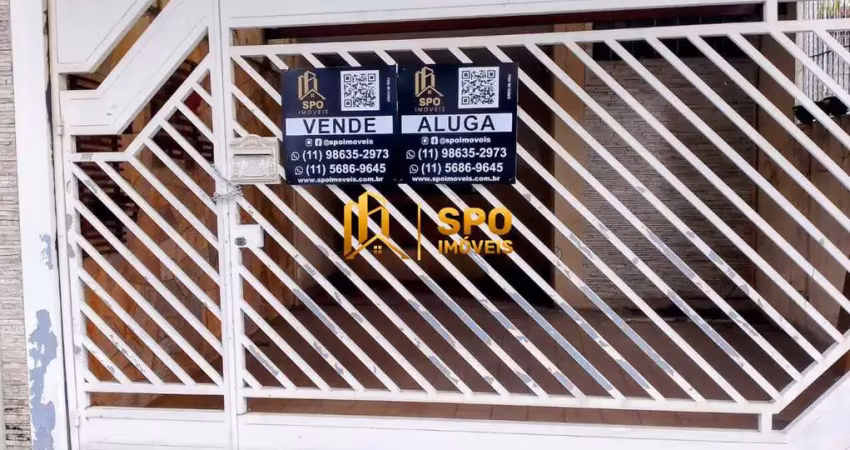 SPO
IMÓVEIS
VENDE
@spoimoveis
(11) 98635-2973
(11) 5686-9645
www.spoimoveis.com.br
SPO
IMÓVEIS
ALUGA
@spoimoveis
(11) 98635-2973
(11) 5686-9645
www.spoimoveis.com.br
SPO
IMÓVEIS